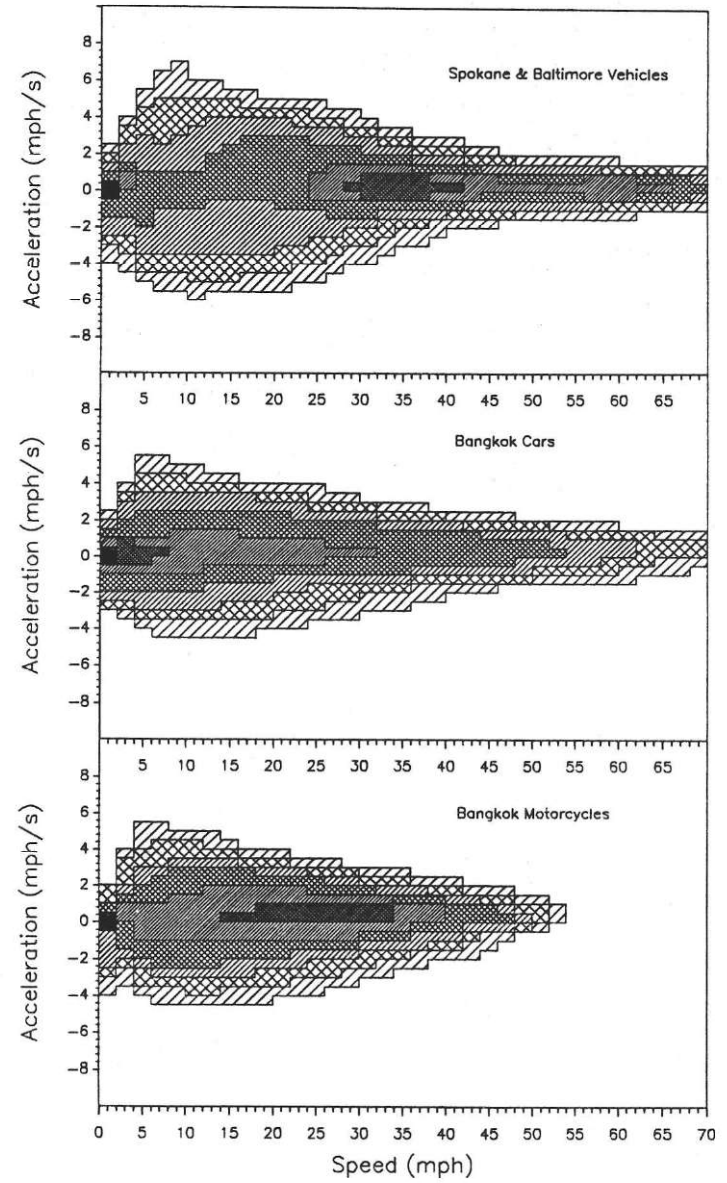 Spokane & Baltimore Vehicles
Acceleration (mph/s)
8
6
4
2
0
−2
−4
−6
−8
5 10 15 20 25 30 35 40 45 50 55 60 65
Bangkok Cars
Acceleration (mph/s)
8
6
4
2
0
−2
−4
−6
−8
5 10 15 20 25 30 35 40 45 50 55 60 65
Bangkok Motorcycles
Acceleration (mph/s)
8
6
4
2
0
−2
−4
−6
−8
0 5 10 15 20 25 30 35 40 45 50 55 60 65 70
Speed (mph)